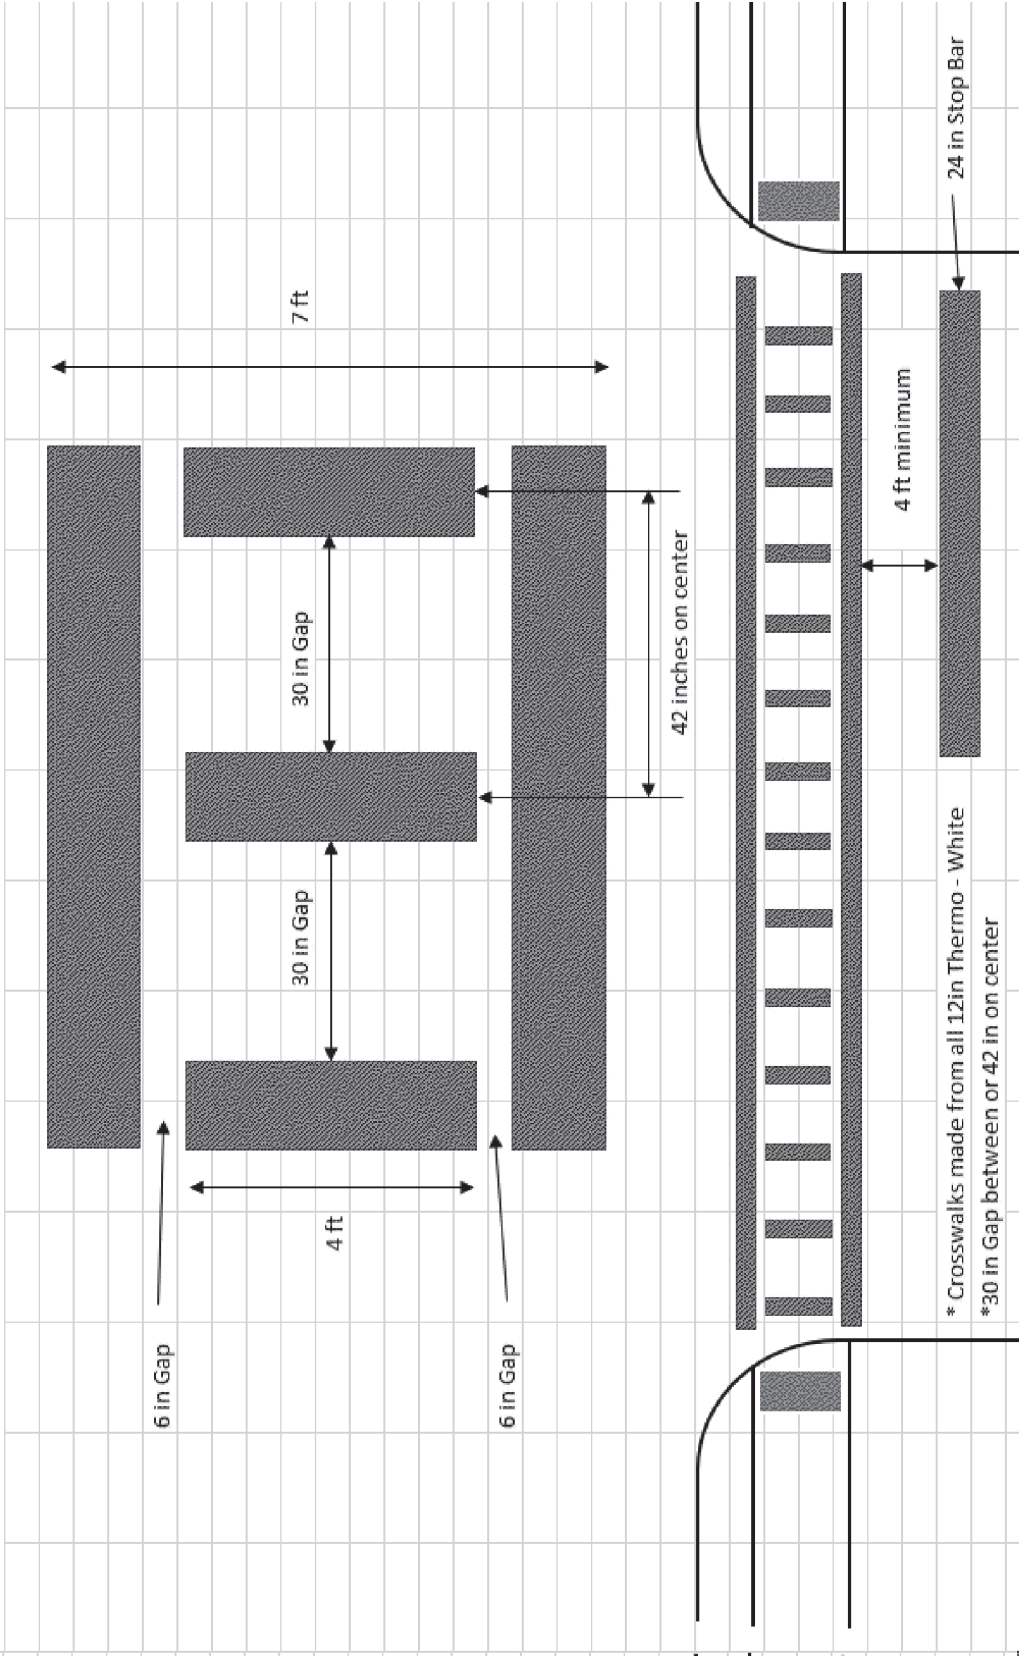 6 in Gap
6 in Gap
4 ft
30 in Gap
30 in Gap
7 ft
42 inches on center
4 ft minimum
24 in Stop Bar
* Crosswalks made from all 12in Thermo - White
*30 in Gap between or 42 in on center